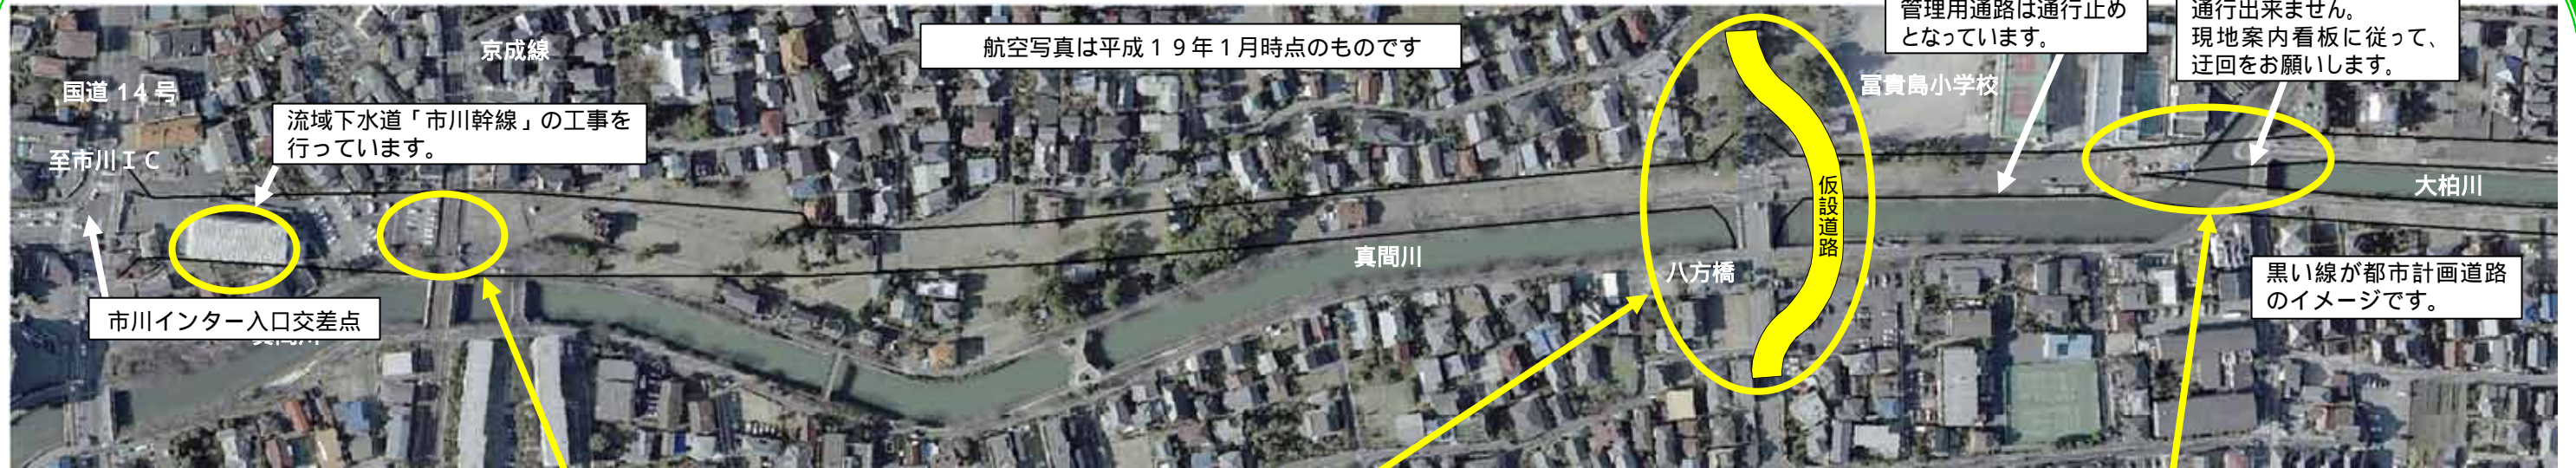 航空写真は平成１９年１月時点のものです
管理用通路は通行止め
となっています。
通行出来ません。
現地案内看板に従って、
迂回をお願いします。
京成線
国道14号
冨貴島小学校
流域下水道「市川幹線」の工事を
行っています。
至市川ＩＣ
仮設道路
大柏川
真間川
八方橋
黒い線が都市計画道路
のイメージです。
市川インター入口交差点